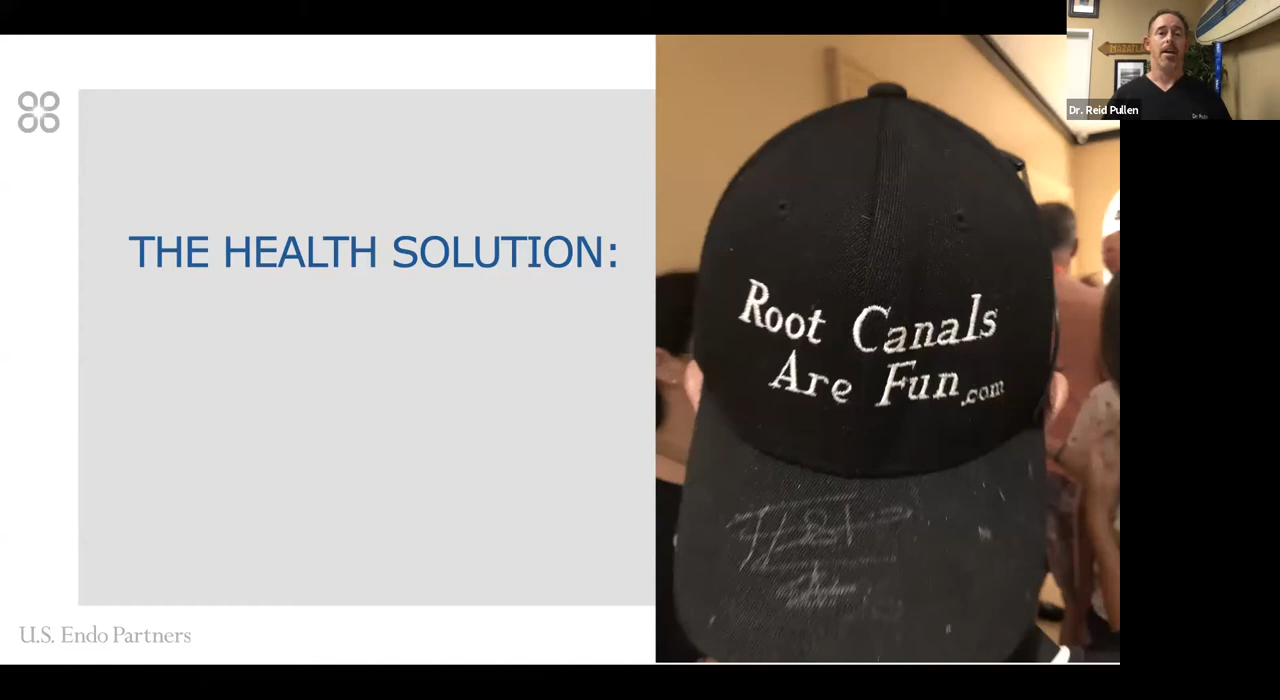 THE HEALTH SOLUTION:
Root Canals
Are Fun.com
U.S. Endo Partners
Dr. Reid Pullen